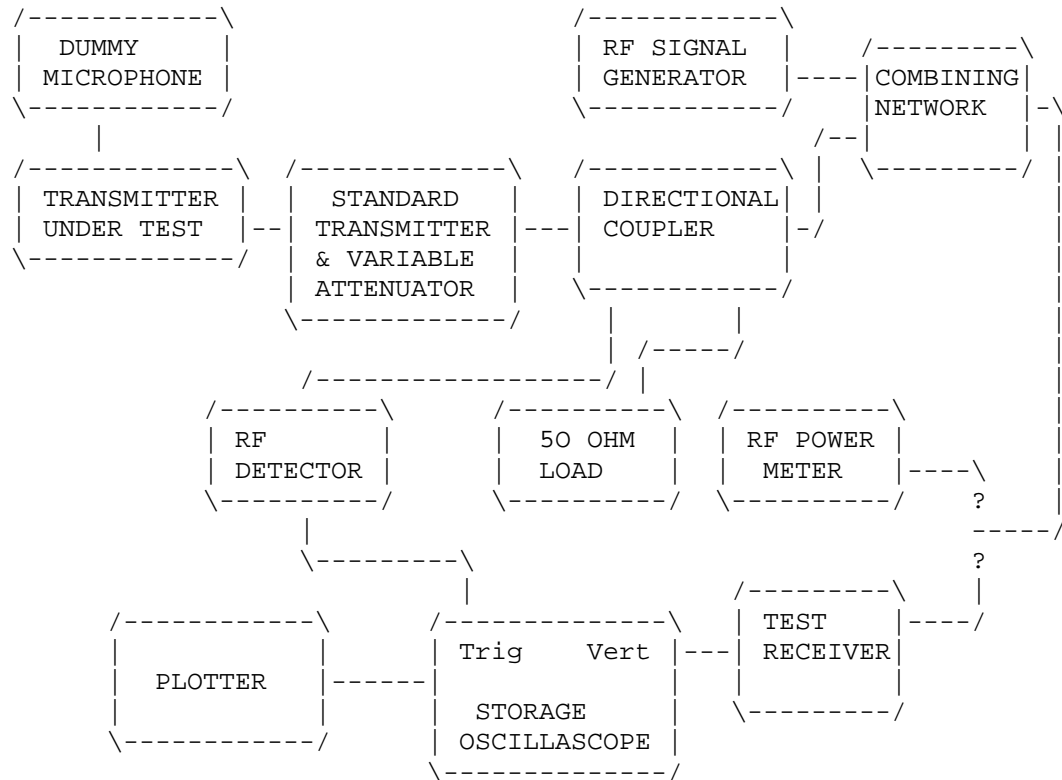 DUMMY
MICROPHONE
RF SIGNAL
GENERATOR
COMBINING
NETWORK
TRANSMITTER
UNDER TEST
STANDARD
TRANSMITTER
& VARIABLE
ATTENUATOR
DIRECTIONAL
COUPLER
RF
DETECTOR
50 OHM
LOAD
RF POWER
METER
?
?
PLOTTER
Trig Vert
STORAGE
OSCILLASCOPE
TEST
RECEIVER